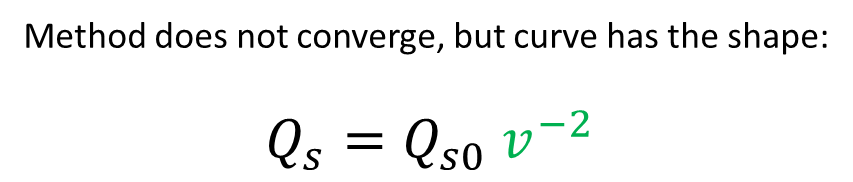 Method does not converge, but curve has the shape:
Qₛ = Qₛ₀ v⁻²